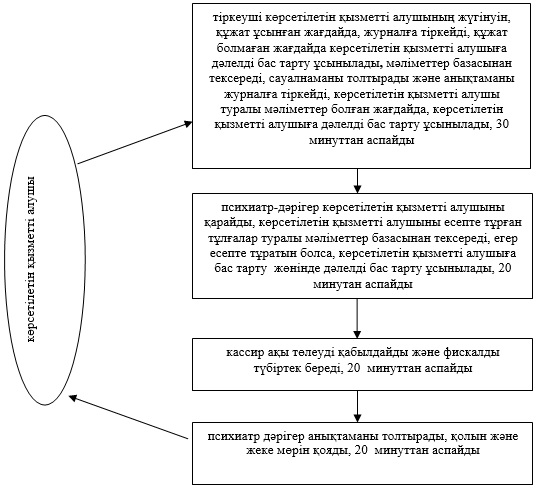 тіркеуші көрсетілетін қызметті алушының жүгінуін,
құжат ұсынған жағдайда, журналға тіркейді, құжат
болмаған жағдайда көрсетілетін қызметті алушыға
дәлелді бас тарту ұсынылады, мәліметтер базасынан
тексереді, сауалнаманы толтырады және анықтаманы
журналға тіркейді, көрсетілетін қызметті алушы
туралы мәліметтер болған жағдайда, көрсетілетін
қызметті алушыға дәлелді бас тарту ұсынылады, 30
минуттан аспайды
көрсетілетін қызметті алушы
психиатр-дәрігер көрсетілетін қызметті алушыны
қарайды, көрсетілетін қызметті алушыны есепте тұрған
тұлғалар туралы мәліметтер базасынан тексереді, егер
есепте тұратын болса, көрсетілетін қызметті алушыға
бас тарту жөнінде дәлелді бас тарту ұсынылады, 20
минутан аспайды
кассир ақы төлеуді қабылдайды және фискалды
түбіртек береді, 20 минуттан аспайды
психиатр дәрігер анықтаманы толтырады, қолын және
жеке мөрін қояды, 20 минуттан аспайды